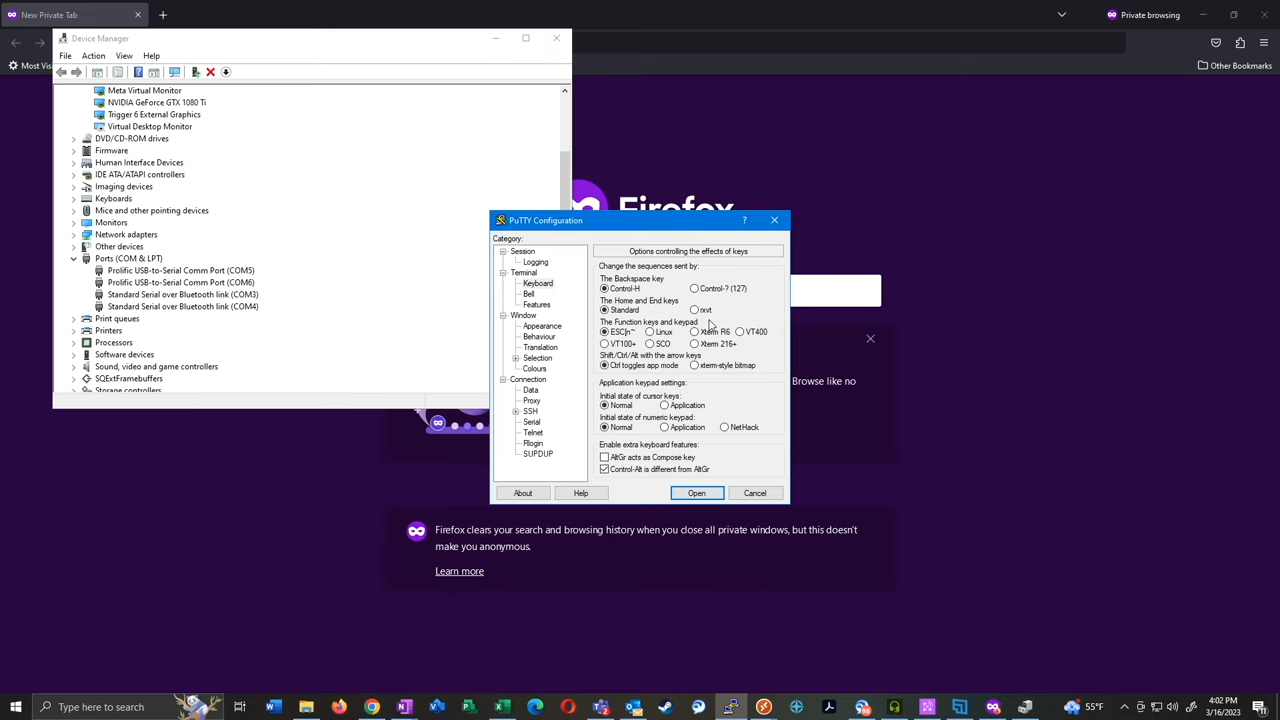 New Private Tab
Private browsing
Most Vis
Other Bookmarks
Device Manager
File Action View Help
Meta Virtual Monitor
NVIDIA GeForce GTX 1080 Ti
Trigger 6 External Graphics
Virtual Desktop Monitor
DVD/CD-ROM drives
Firmware
Human Interface Devices
IDE ATA/ATAPI controllers
Imaging devices
Keyboards
Mice and other pointing devices
Monitors
Network adapters
Other devices
Ports (COM & LPT)
Prolific USB-to-Serial Comm Port (COM5)
Prolific USB-to-Serial Comm Port (COM6)
Standard Serial over Bluetooth link (COM3)
Standard Serial over Bluetooth link (COM4)
Print queues
Printers
Processors
Software devices
Sound, video and game controllers
SQExtFramebuffers
Storage controllers
Firefox
PuTTY Configuration
Category:
Session
Logging
Terminal
Keyboard
Bell
Features
Window
Appearance
Behaviour
Translation
Selection
Colours
Connection
Data
Proxy
SSH
Serial
Telnet
Rlogin
SUPDUP
Options controlling the effects of keys
Change the sequences sent by:
The Backspace key
Control-H Control-? (127)
The Home and End keys
Standard rxvt
The Function keys and keypad
ESC[n~ Linux Xterm R6 VT400
VT100+ SCO Xterm 216+
Shift/Ctrl/Alt with the arrow keys
Ctrl toggles app mode xterm-style bitmap
Application keypad settings:
Initial state of cursor keys:
Normal Application
Initial state of numeric keypad:
Normal Application NetHack
Enable extra keyboard features:
AltGr acts as Compose key
Control-Alt is different from AltGr
About Help Open Cancel
Browse like no
Firefox clears your search and browsing history when you close all private windows, but this doesn't
make you anonymous.
Learn more
Type here to search
55°F
4:02 PM
3/16/2023